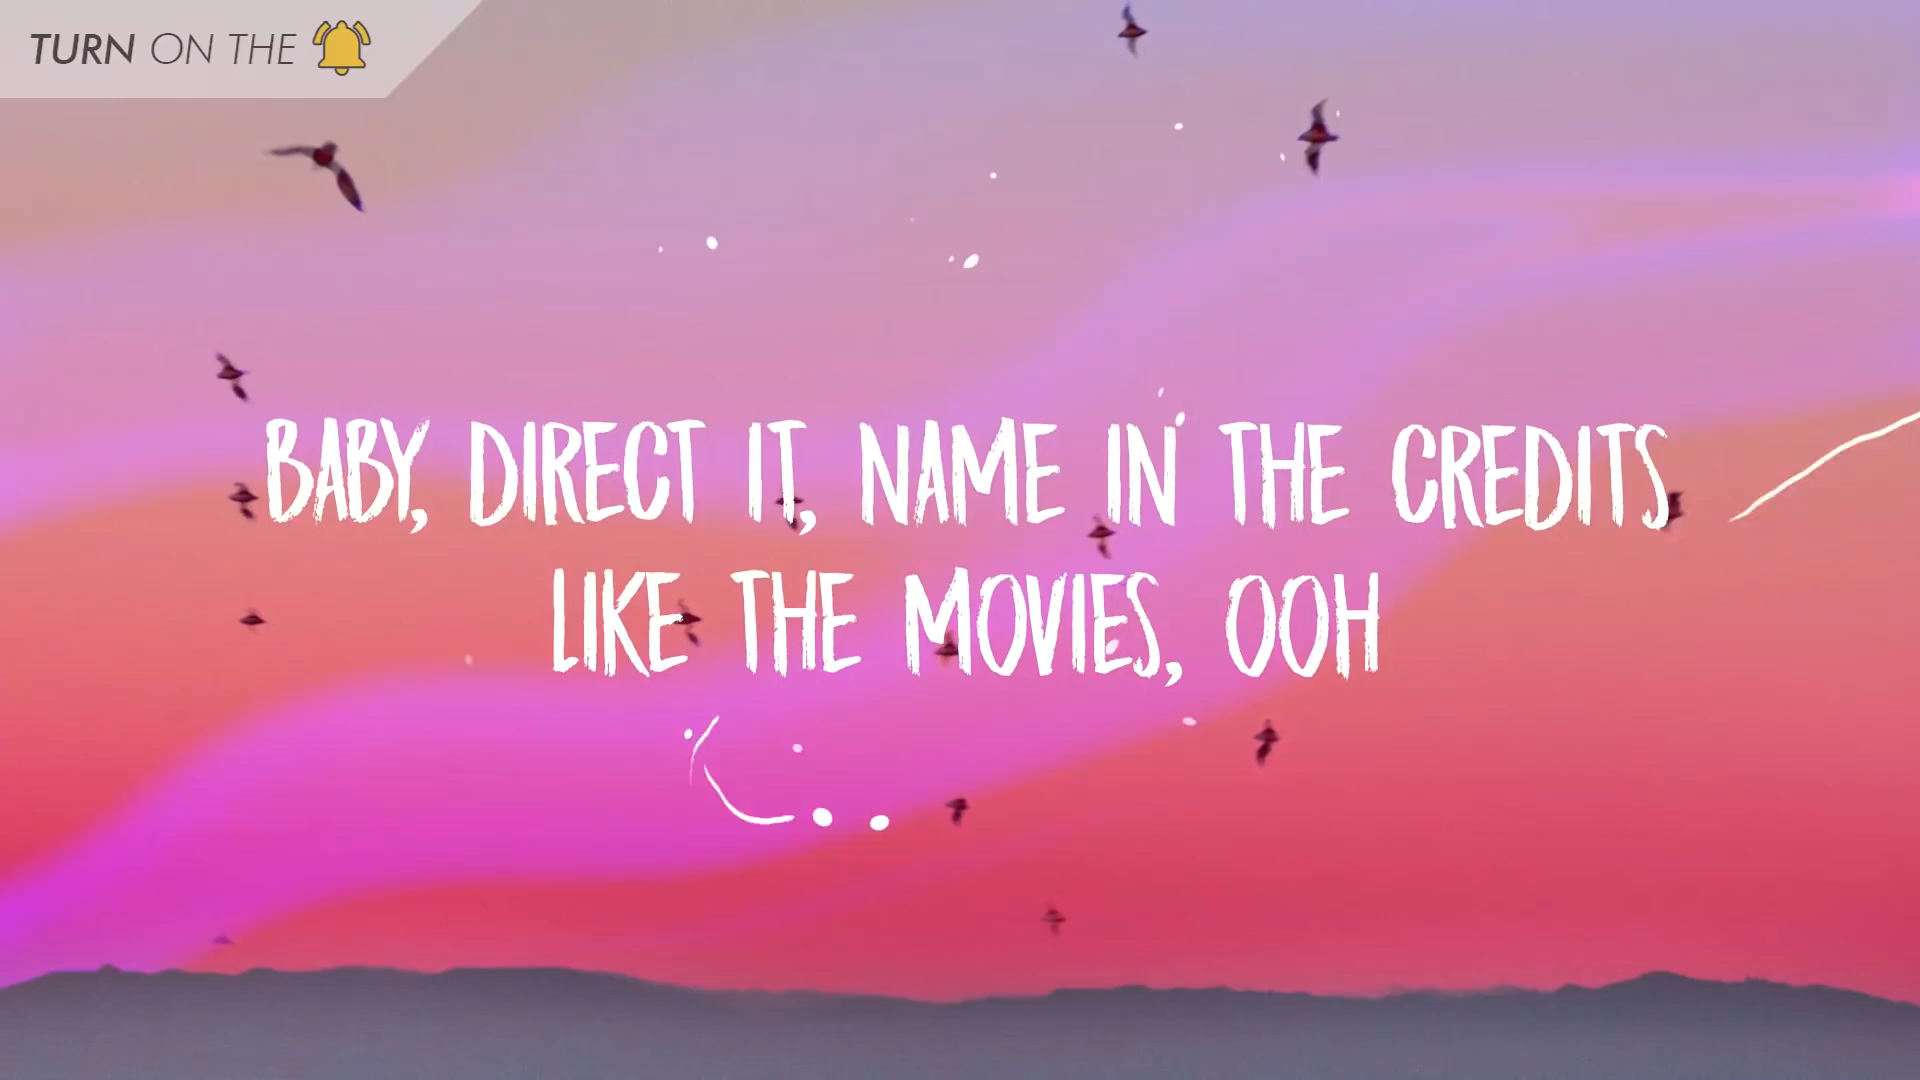 TURN ON THE
BABY, DIRECT IT, NAME IN THE CREDITS
LIKE THE MOVIES, OOH